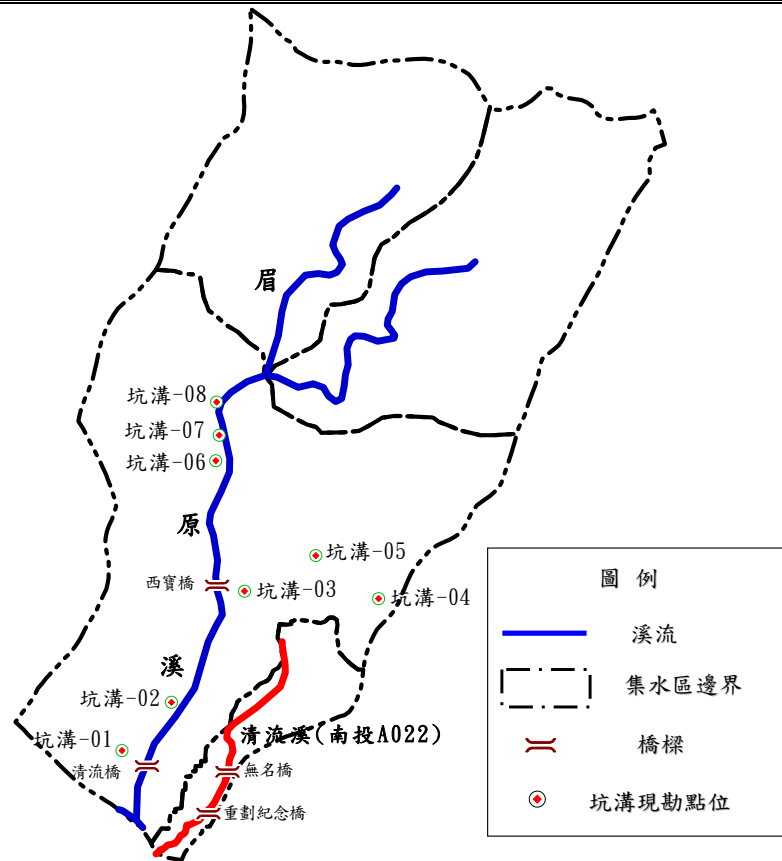 眉
坑溝-08
坑溝-07
坑溝-06
原
坑溝-05
西寶橋
坑溝-03
坑溝-04
溪
坑溝-02
清流溪(南投A022)
坑溝-01
清流橋
無名橋
重劃紀念橋
圖 例
溪流
集水區邊界
橋樑
坑溝現勘點位